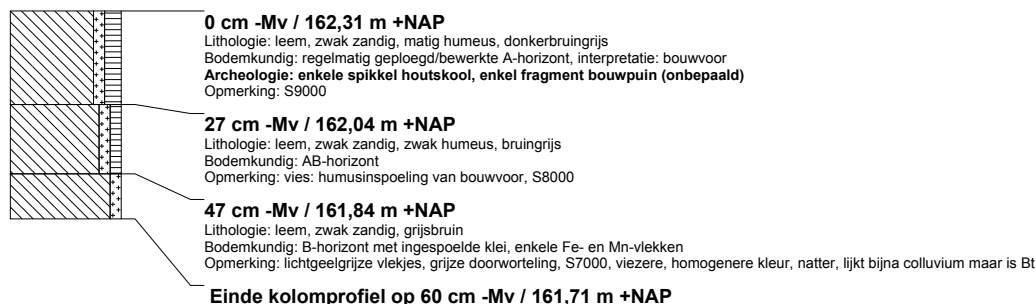 0 cm -Mv / 162,31 m +NAP
Lithologie: leem, zwak zandig, matig humeus, donkerbruingrijs
Bodemkundig: regelmatig geploegd/bewerkte A-horizont, interpretatie: bouwvoor
Archeologie: enkele spikkel houtskool, enkel fragment bouwpuin (onbepaald)
Opmerking: S9000
27 cm -Mv / 162,04 m +NAP
Lithologie: leem, zwak zandig, zwak humeus, bruingrijs
Bodemkundig: AB-horizont
Opmerking: vies: humusinspoeling van bouwvoor, S8000
47 cm -Mv / 161,84 m +NAP
Lithologie: leem, zwak zandig, grijsbruin
Bodemkundig: B-horizont met ingespoelde klei, enkele Fe- en Mn-vlekken
Opmerking: lichtgeelgrijze vlekjes, grijze doorworteling, S7000, viezere, homogenere kleur, natter, lijkt bijna colluvium maar is Bt
Einde kolomprofiel op 60 cm -Mv / 161,71 m +NAP